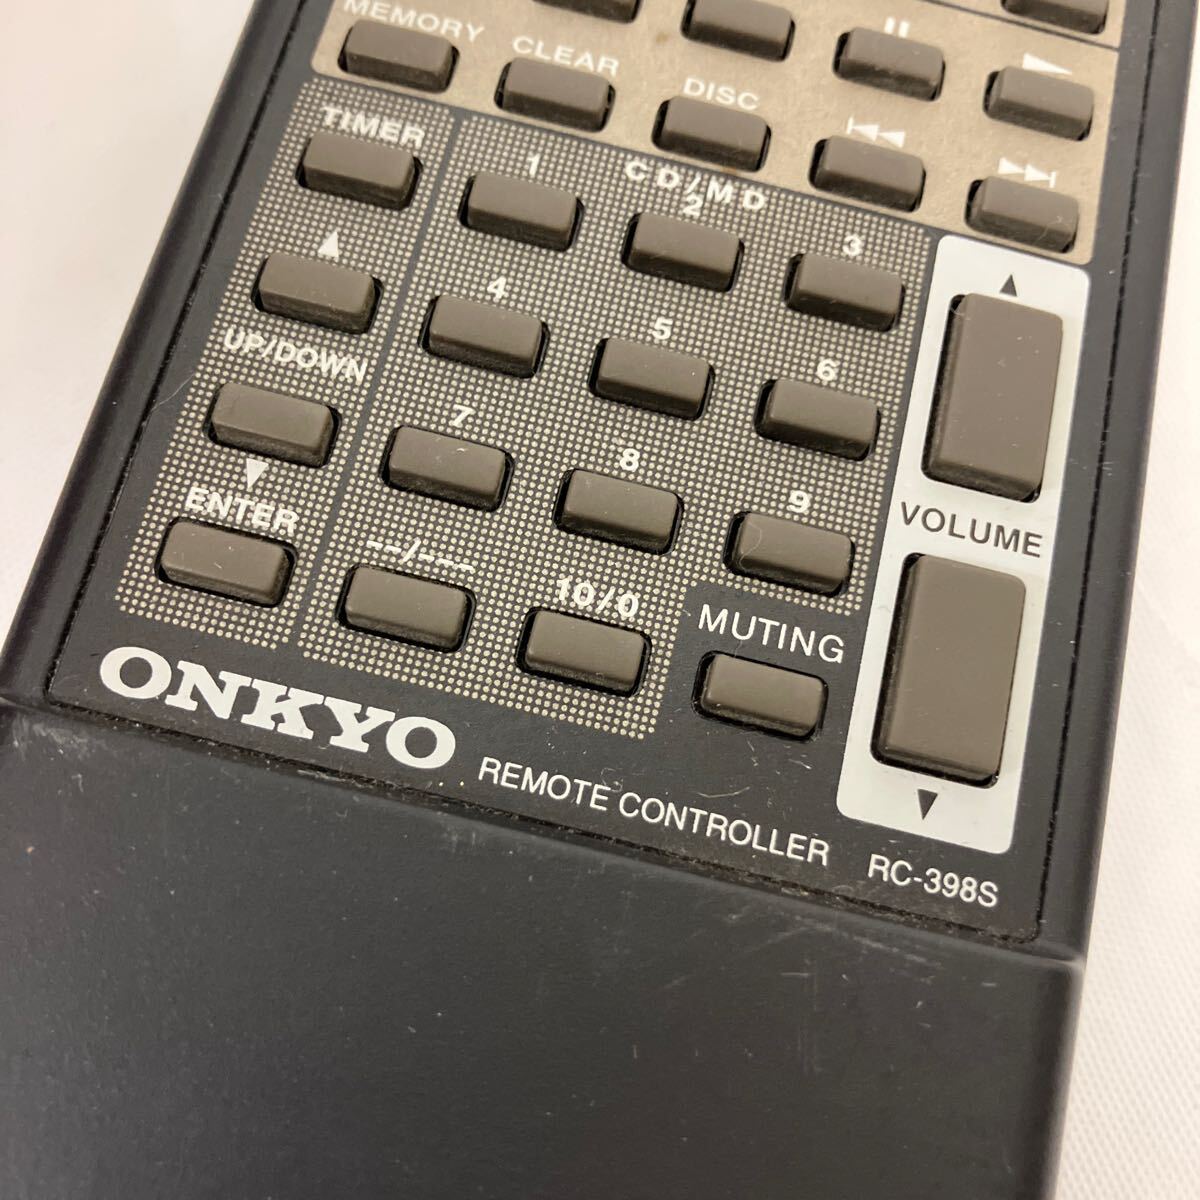 MEMORY
CLEAR
DISC
TIMER
CD/MD
1
2
3
UP/DOWN
4
5
6
7
8
9
ENTER
--/---
10/0
VOLUME
MUTING
ONKYO REMOTE CONTROLLER RC-398S